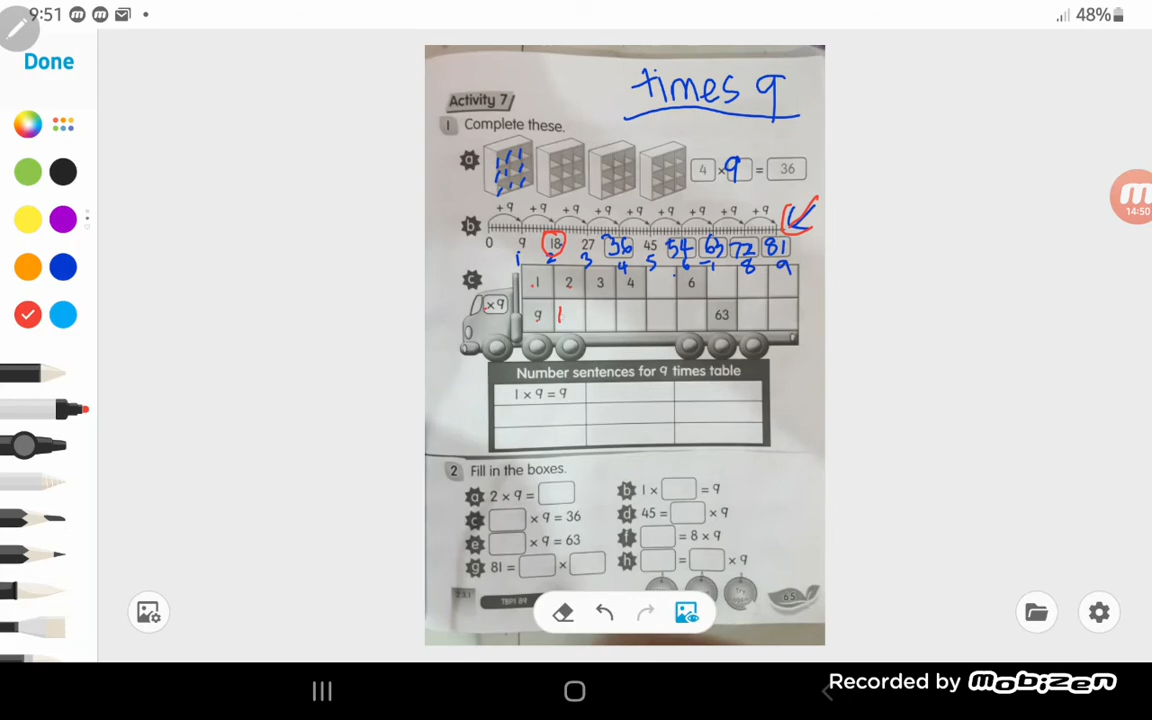 9:51
48%
Done
times 9
Activity 7
1 Complete these.
a 4 × 9 = 36
+9 +9 +9 +9 +9 +9 +9 +9 +9
b
0 9 18 27 36 45 54 63 72 81
1 2 3 4 5 6 7 8 9
c 1 2 3 4 6
×9
9 1 63
Number sentences for 9 times table
1 × 9 = 9
2 Fill in the boxes.
a 2 × 9 =
b 1 × = 9
c × 9 = 36
d 45 = × 9
e × 9 = 63
f = 8 × 9
g 81 = ×
h = × 9
65
14:50
Recorded by mobizen